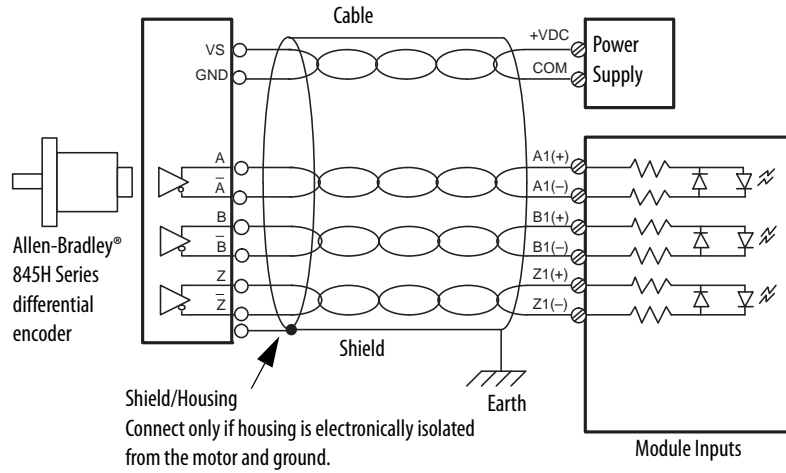 Cable
VS
GND
+VDC
COM
Power
Supply
A
A̅
B
B̅
Z
Z̅
A1(+)
A1(–)
B1(+)
B1(–)
Z1(+)
Z1(–)
Allen-Bradley®
845H Series
differential
encoder
Shield
Earth
Shield/Housing
Connect only if housing is electronically isolated
from the motor and ground.
Module Inputs